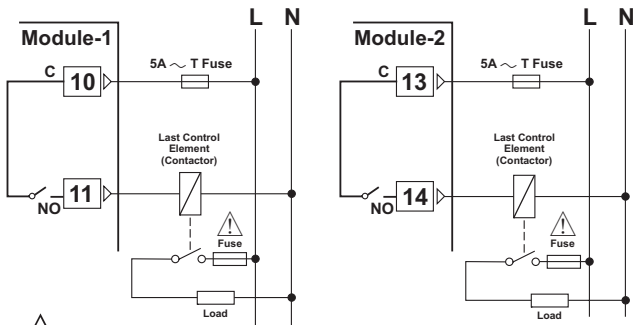 L N
Module-1
C 10
5A ~ T Fuse
Last Control
Element
(Contactor)
11
NO
!
Fuse
Load
L N
Module-2
C 13
5A ~ T Fuse
Last Control
Element
(Contactor)
14
NO
!
Fuse
Load